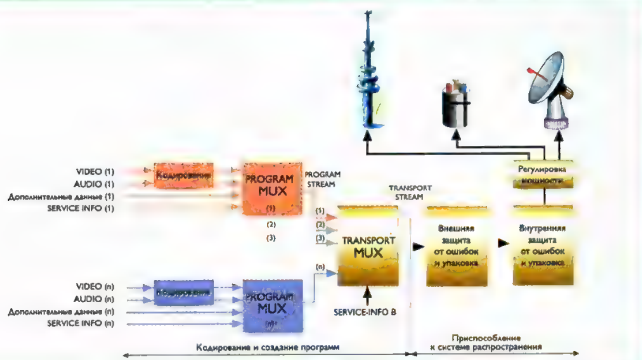 Регулировка
мощности
VIDEO (1)
AUDIO (1)
Дополнительные данные (1)
SERVICE INFO (1)
Кодирование
PROGRAM
MUX
(1)
(2)
(3)
PROGRAM
STREAM
TRANSPORT
STREAM
(1)
(2)
(3)
(n)
TRANSPORT
MUX
SERVICE-INFO B
Внешняя
защита
от ошибок
и упаковка
Внутренняя
защита
от ошибок
и упаковка
VIDEO (n)
AUDIO (n)
Дополнительные данные (n)
SERVICE INFO (n)
Кодирование
PROGRAM
MUX
(n)
Кодирование и создание программ
Приспособление
к системе распространения